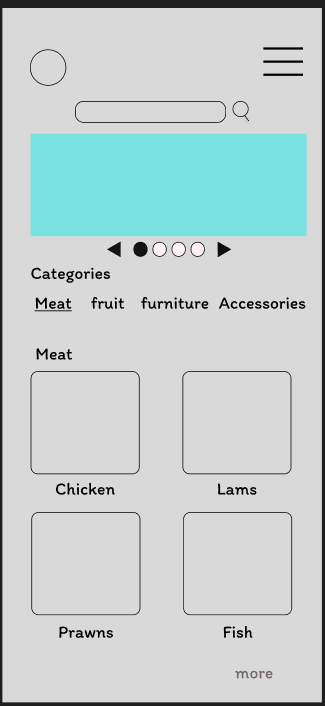 Categories
Meat fruit furniture Accessories
Meat
Chicken Lams
Prawns Fish
more